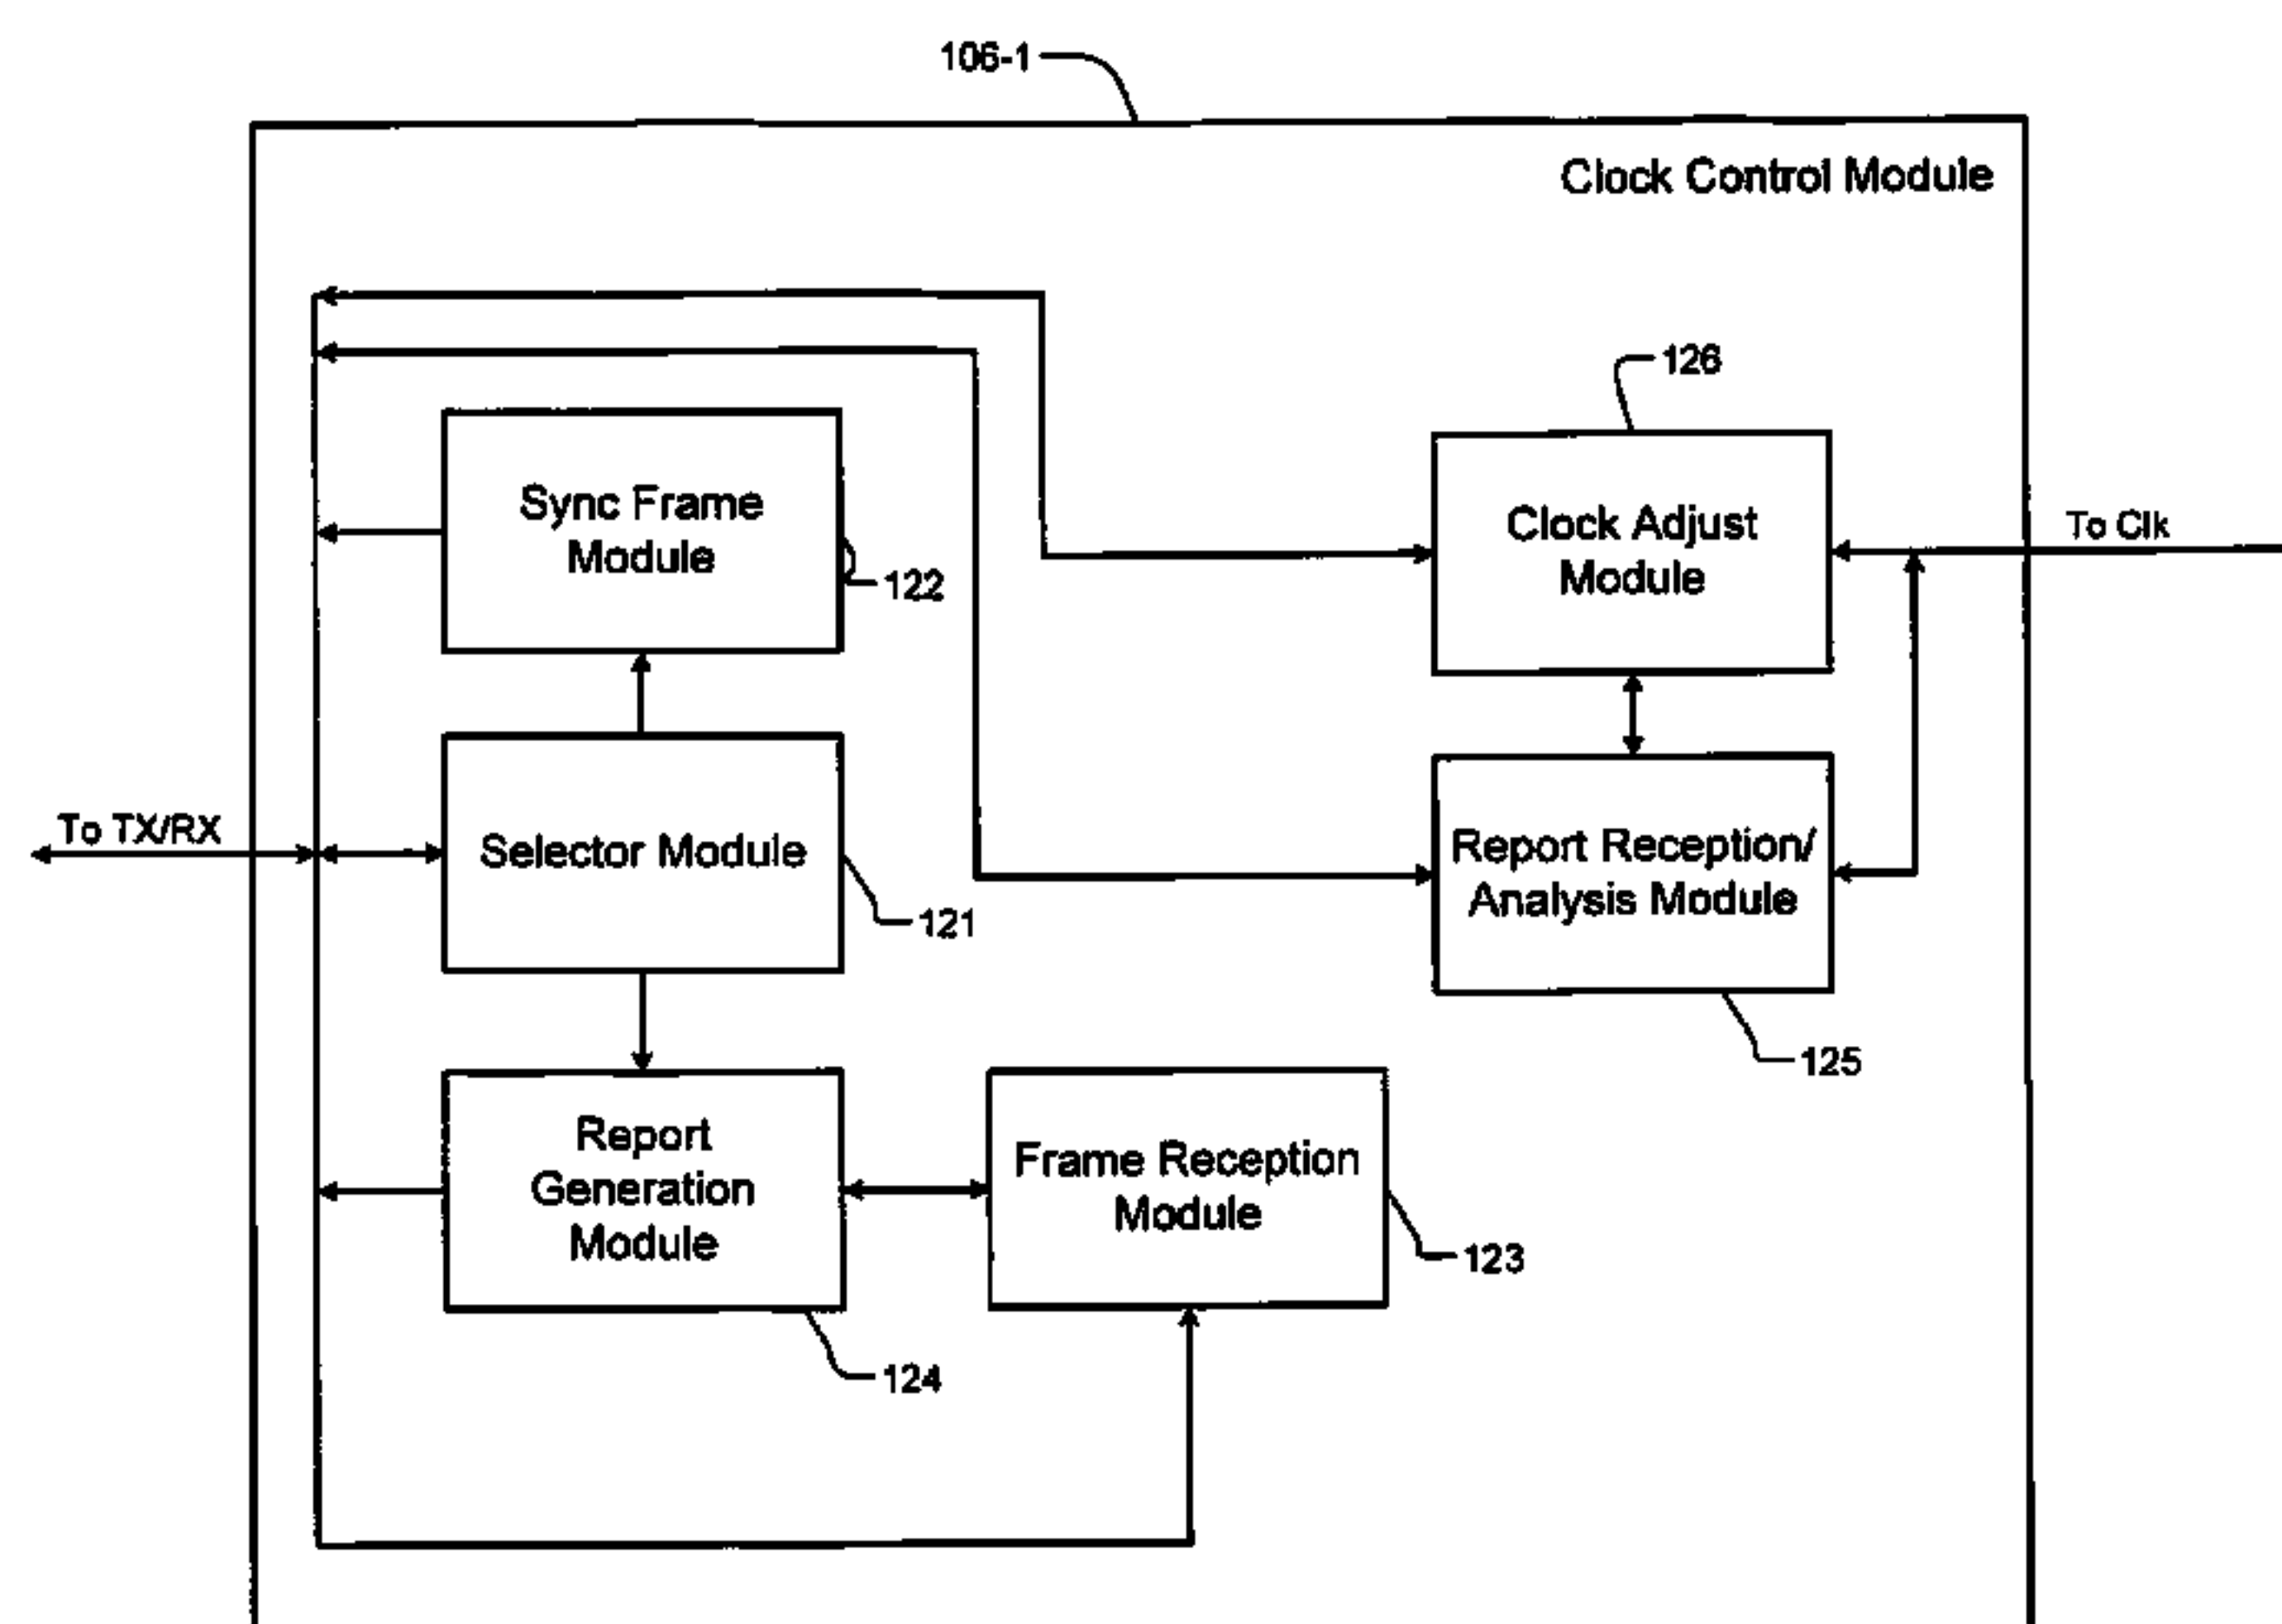 106-1
Clock Control Module
126
Sync Frame
Module
122
Clock Adjust
Module
To Clk
To TX/RX
Selector Module
121
Report Reception/
Analysis Module
125
Report
Generation
Module
124
Frame Reception
Module
123